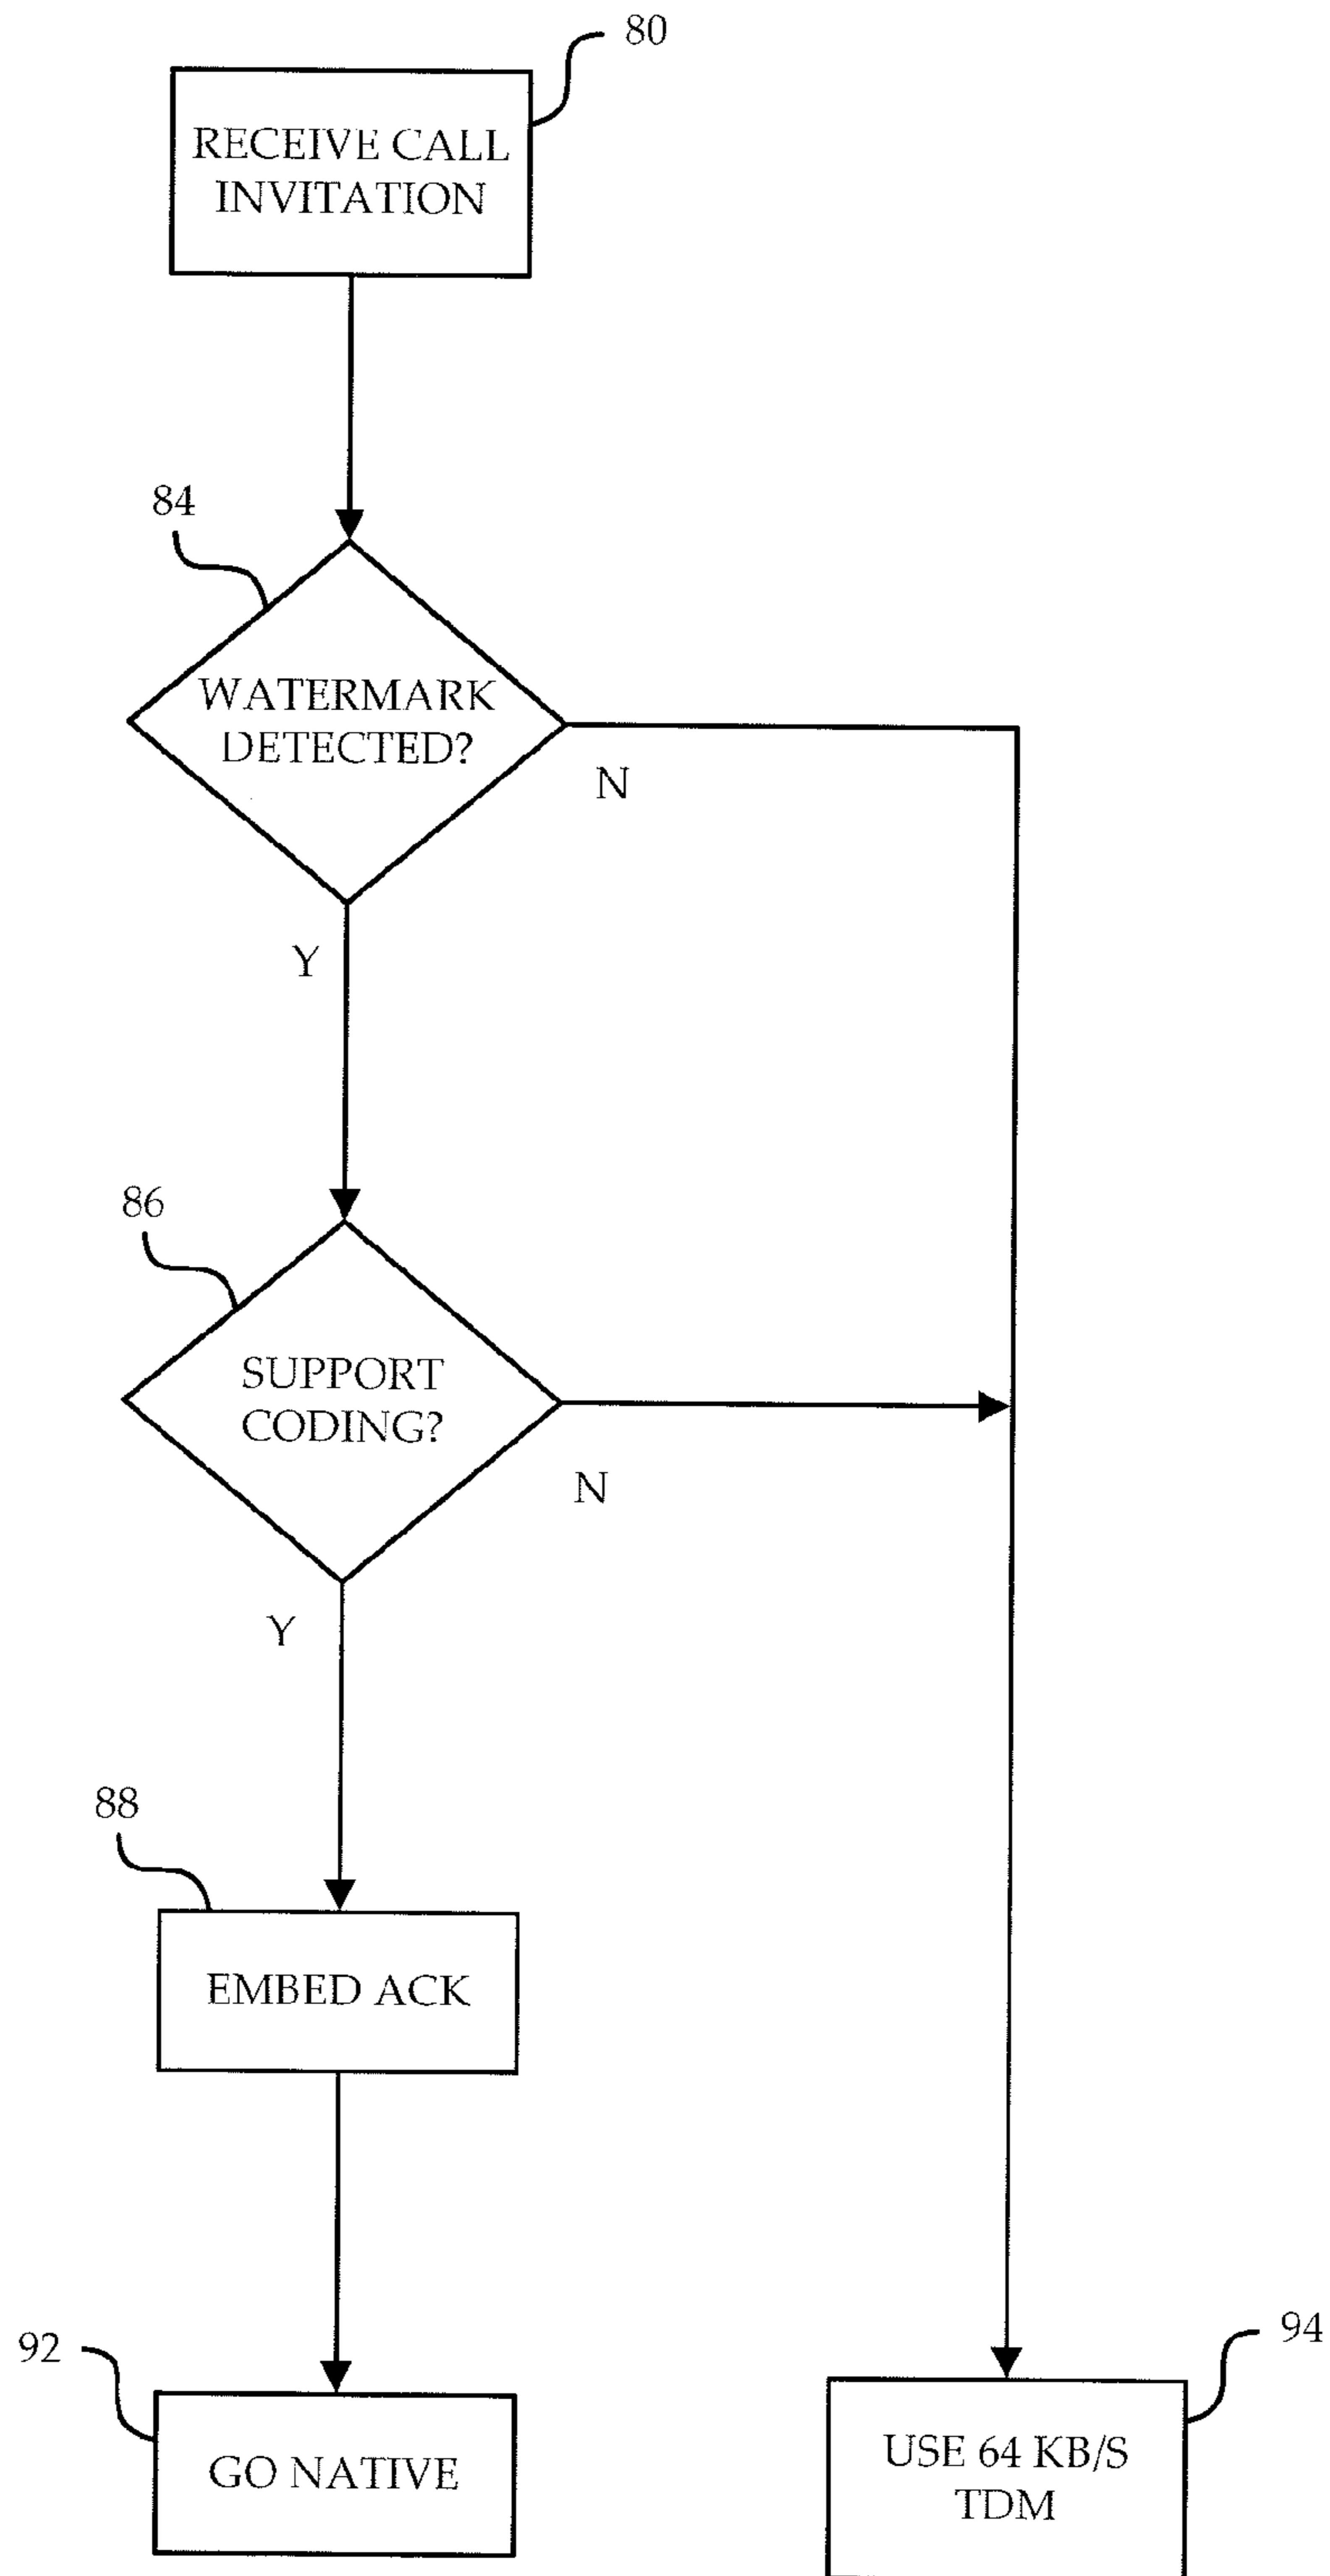 80
RECEIVE CALL
INVITATION
84
WATERMARK
DETECTED?
N
Y
86
SUPPORT
CODING?
N
Y
88
EMBED ACK
92
GO NATIVE
94
USE 64 KB/S
TDM